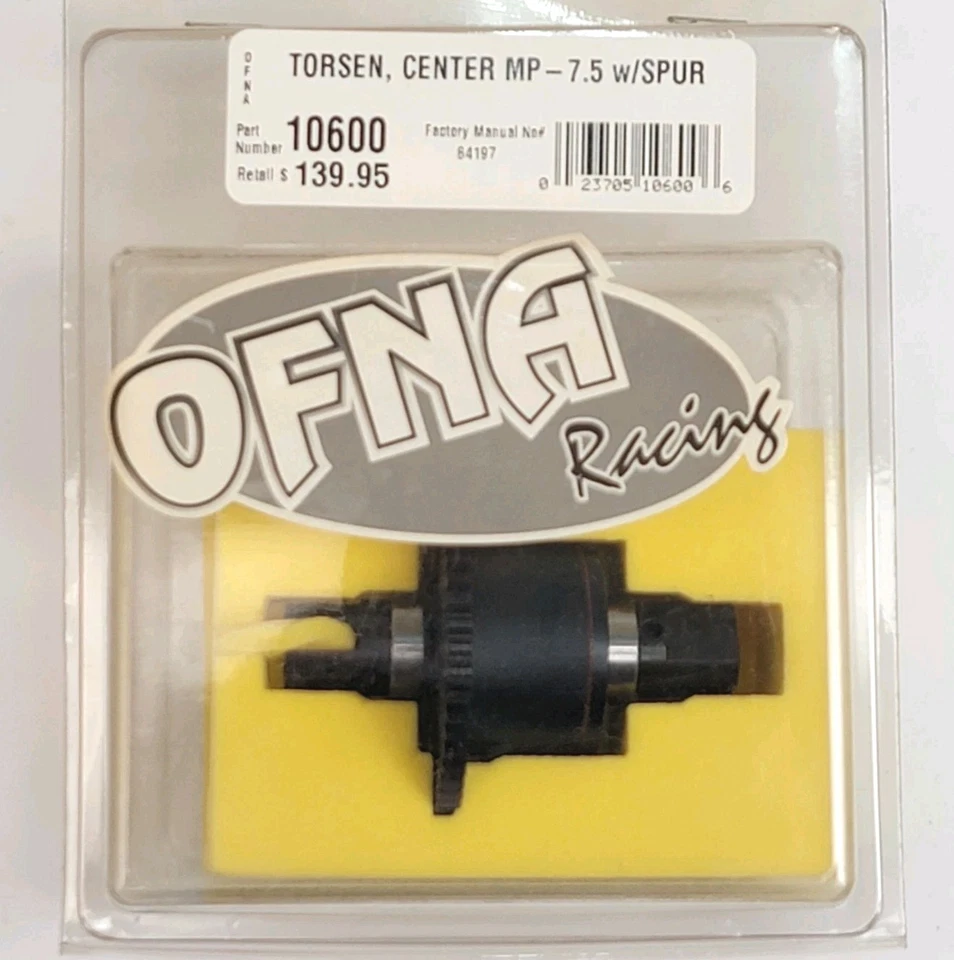 OFNA
TORSEN, CENTER MP-7.5 w/SPUR
Part Number 10600
Factory Manual No#
64197
Retail $ 139.95
0 23705 10600 6
OFNA
Racing